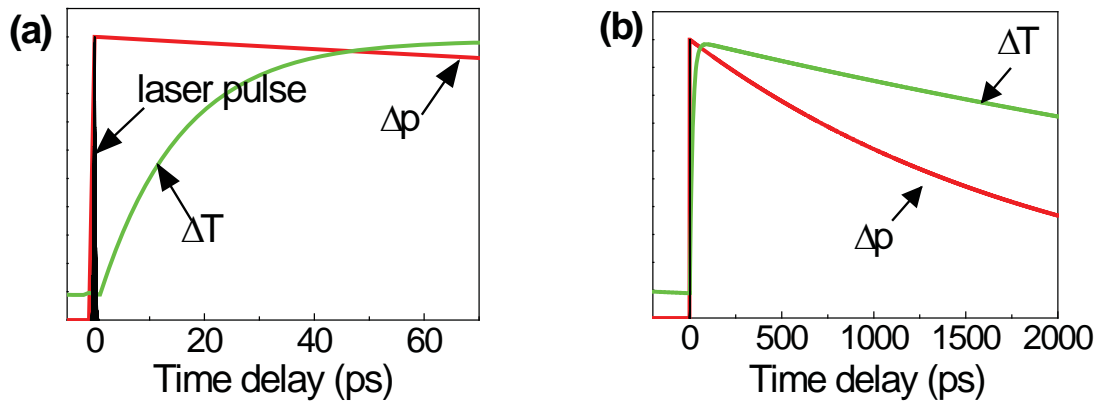 (a)
laser pulse
Δp
ΔT
0 20 40 60
Time delay (ps)
(b)
ΔT
Δp
0 500 1000 1500 2000
Time delay (ps)